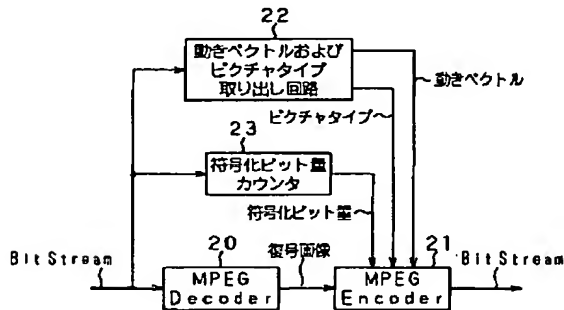 22
動きベクトルおよび
ピクチャタイプ
取り出し回路
動きベクトル
ピクチャタイプ
23
符号化ビット量
カウンタ
符号化ビット量
20
復号画像
21
Bit Stream
Bit Stream
MPEG
Decoder
MPEG
Encoder